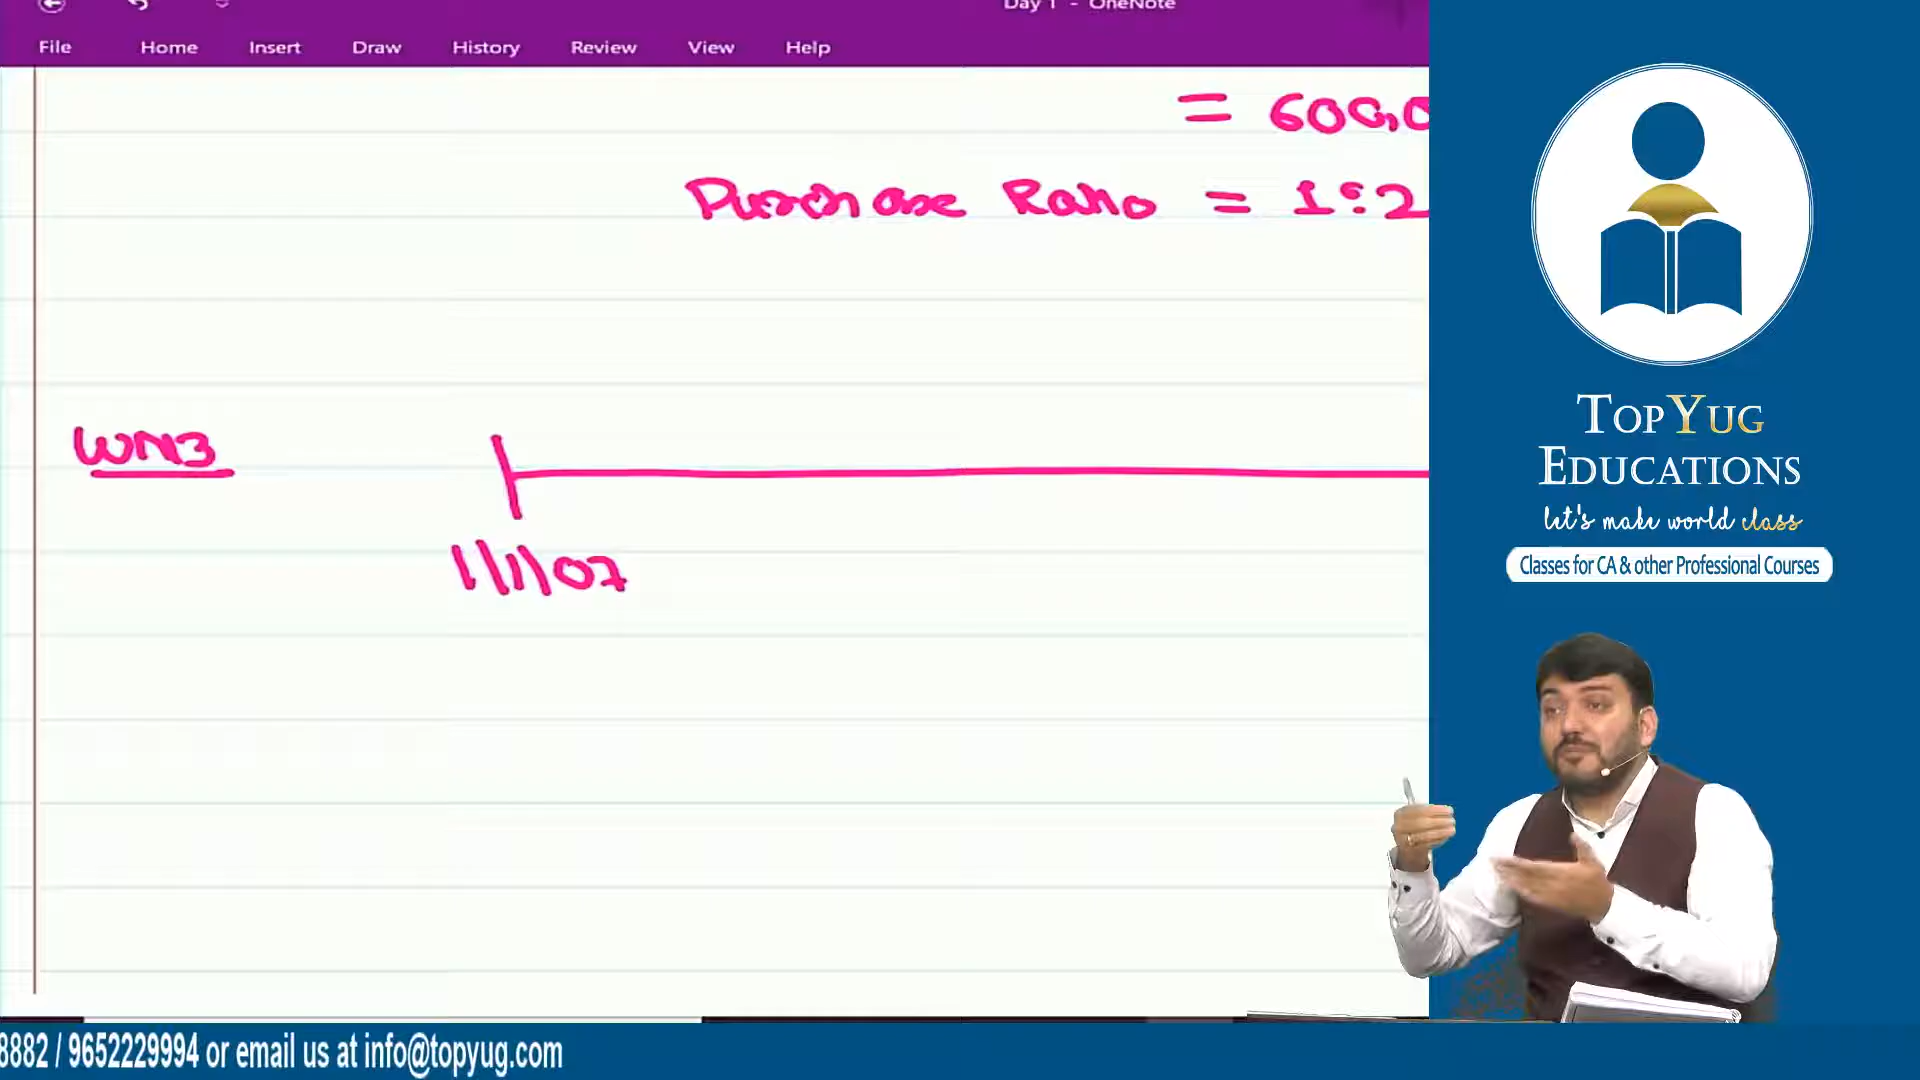 Day 1 - OneNote
File Home Insert Draw History Review View Help
= 600,0
Purchase Ratio = 1:2
WN3
1/1/07
TOPYUG
EDUCATIONS
let's make world class
Classes for CA & other Professional Courses
8882 / 9652229994 or email us at info@topyug.com